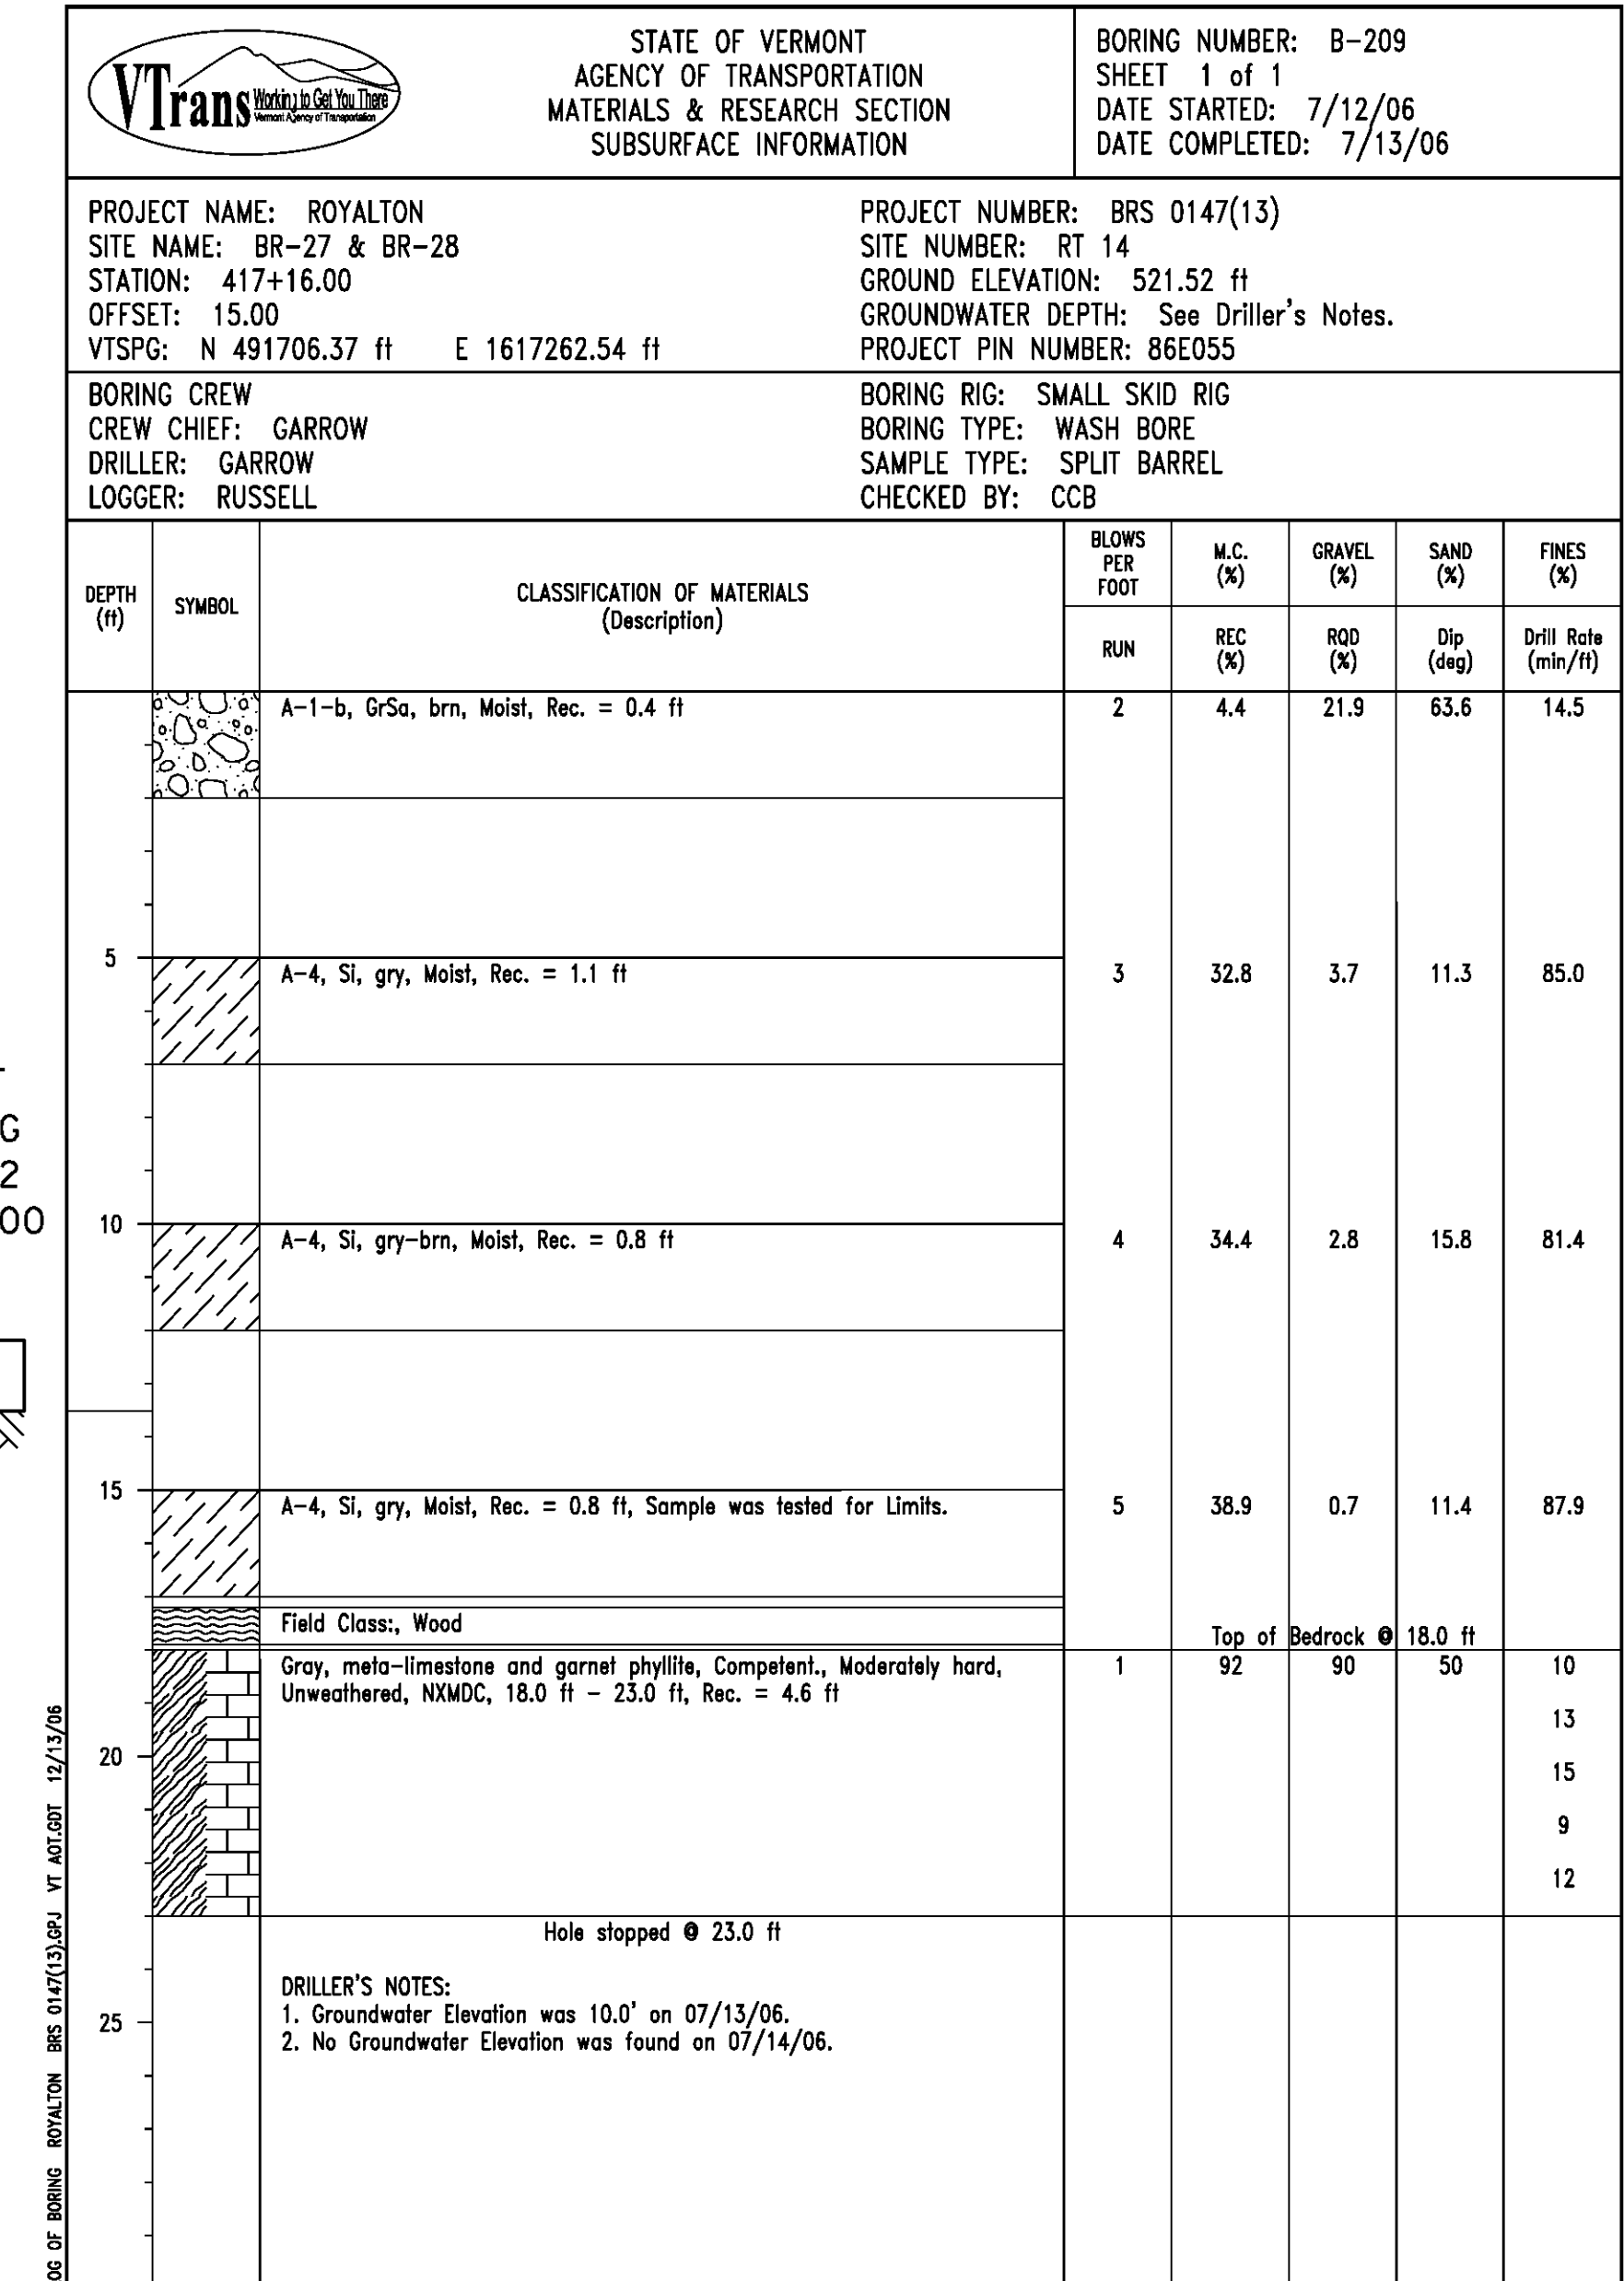 VTrans Working to Get You There
Vermont Agency of Transportation
STATE OF VERMONT
AGENCY OF TRANSPORTATION
MATERIALS & RESEARCH SECTION
SUBSURFACE INFORMATION
BORING NUMBER: B-209
SHEET 1 of 1
DATE STARTED: 7/12/06
DATE COMPLETED: 7/13/06
PROJECT NAME: ROYALTON
SITE NAME: BR-27 & BR-28
STATION: 417+16.00
OFFSET: 15.00
VTSPG: N 491706.37 ft E 1617262.54 ft
PROJECT NUMBER: BRS 0147(13)
SITE NUMBER: RT 14
GROUND ELEVATION: 521.52 ft
GROUNDWATER DEPTH: See Driller's Notes.
PROJECT PIN NUMBER: 86E055
BORING CREW
CREW CHIEF: GARROW
DRILLER: GARROW
LOGGER: RUSSELL
BORING RIG: SMALL SKID RIG
BORING TYPE: WASH BORE
SAMPLE TYPE: SPLIT BARREL
CHECKED BY: CCB
DEPTH
(ft)
SYMBOL
CLASSIFICATION OF MATERIALS
(Description)
BLOWS
PER
FOOT
M.C.
(%)
GRAVEL
(%)
SAND
(%)
FINES
(%)
RUN
REC
(%)
RQD
(%)
Dip
(deg)
Drill Rate
(min/ft)
A-1-b, GrSa, brn, Moist, Rec. = 0.4 ft 2 4.4 21.9 63.6 14.5
5 A-4, Si, gry, Moist, Rec. = 1.1 ft 3 32.8 3.7 11.3 85.0
G
2
00
10 A-4, Si, gry-brn, Moist, Rec. = 0.8 ft 4 34.4 2.8 15.8 81.4
15 A-4, Si, gry, Moist, Rec. = 0.8 ft, Sample was tested for Limits. 5 38.9 0.7 11.4 87.9
Field Class:, Wood
Top of Bedrock @ 18.0 ft
Gray, meta-limestone and garnet phyllite, Competent., Moderately hard, 1 92 90 50 10
Unweathered, NXMDC, 18.0 ft - 23.0 ft, Rec. = 4.6 ft
13
20
15
9
12
Hole stopped @ 23.0 ft
DRILLER'S NOTES:
1. Groundwater Elevation was 10.0' on 07/13/06.
25
2. No Groundwater Elevation was found on 07/14/06.
OG OF BORING ROYALTON BRS 0147(13).GPJ VT AOT.GDT 12/13/06